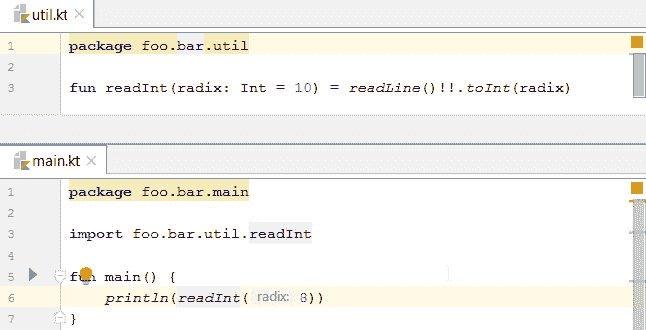 util.kt
1 package foo.bar.util
2
3 fun readInt(radix: Int = 10) = readLine()!!.toInt(radix)
main.kt
1 package foo.bar.main
2
3 import foo.bar.util.readInt
4
5 fun main() {
6 println(readInt( radix: 8))
7 }